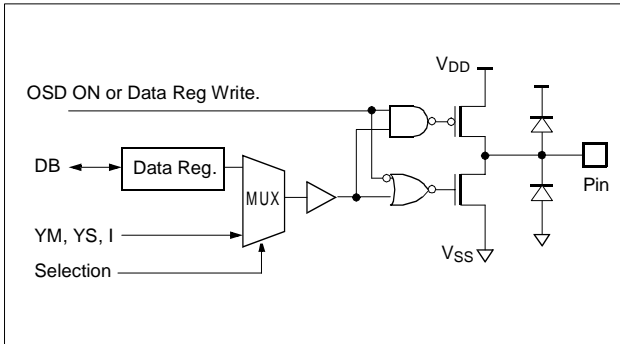 VDD
OSD ON or Data Reg Write.
DB
Data Reg.
MUX
Pin
YM, YS, I
VSS
Selection